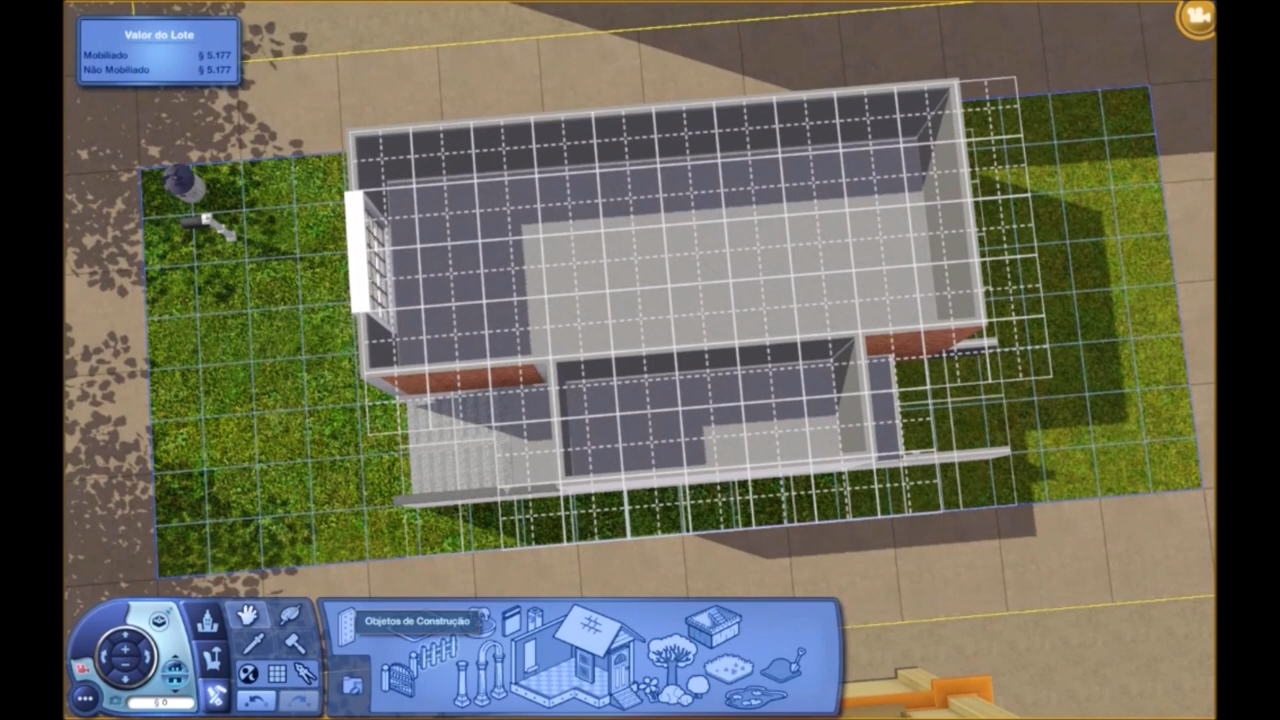 Valor do Lote
Mobiliado § 5.177
Não Mobiliado § 5.177
Objetos de Construção
§ 0